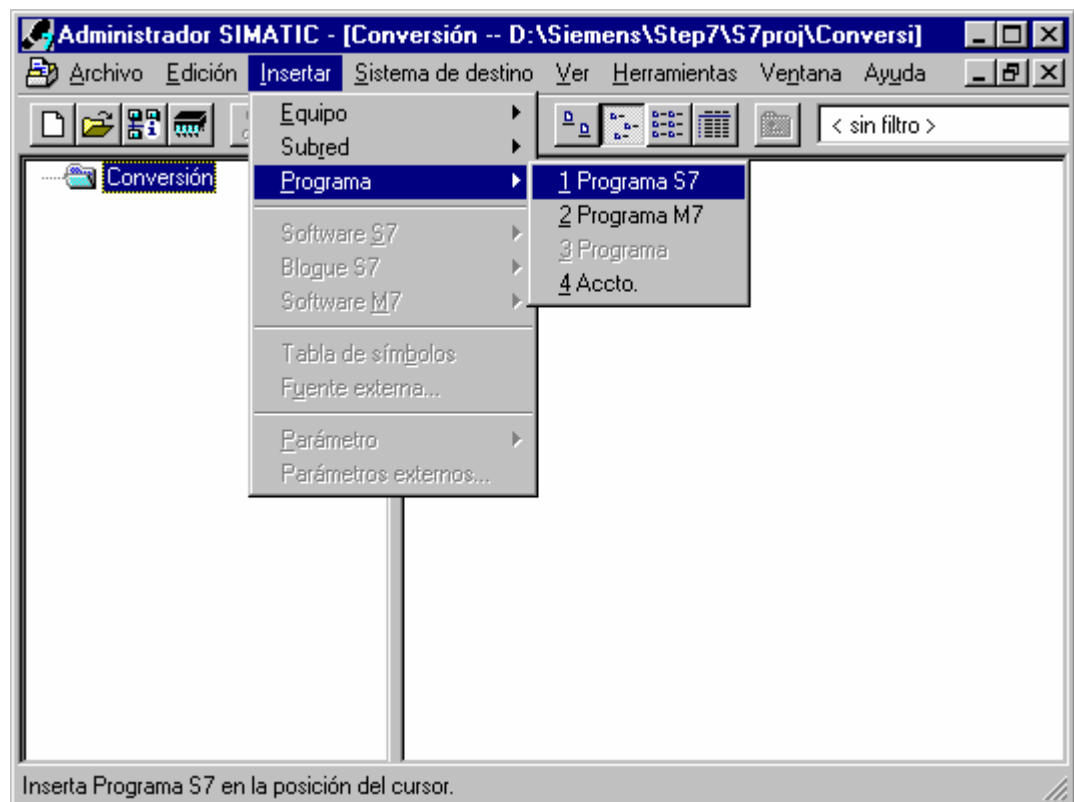 Administrador SIMATIC - [Conversión -- D:\Siemens\Step7\S7proj\Conversi]
Archivo Edición Insertar Sistema de destino Ver Herramientas Ventana Ayuda
< sin filtro >
Conversión
Equipo
Subred
Programa
Software S7
Bloque S7
Software M7
Tabla de símbolos
Fuente externa...
Parámetro
Parámetros externos...
1 Programa S7
2 Programa M7
3 Programa
4 Accto.
Inserta Programa S7 en la posición del cursor.